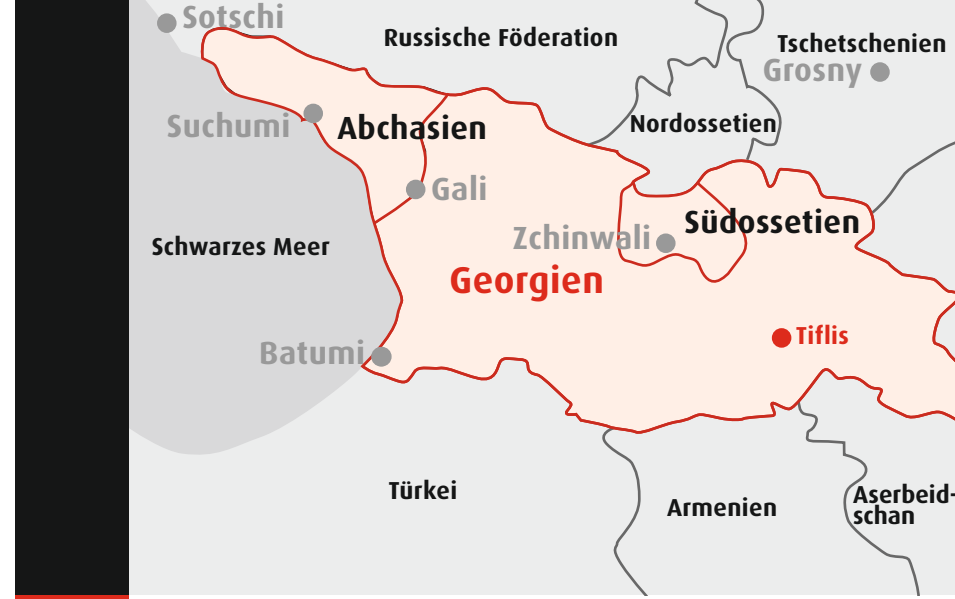 Sotschi
Russische Föderation
Tschetschenien
Grosny
Suchumi
Abchasien
Nordossetien
Gali
Schwarzes Meer
Zchinwali
Südossetien
Georgien
Tiflis
Batumi
Türkei
Armenien
Aserbeid-
schan